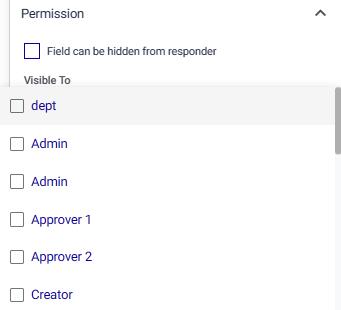 Permission
Field can be hidden from responder
Visible To
dept
Admin
Admin
Approver 1
Approver 2
Creator